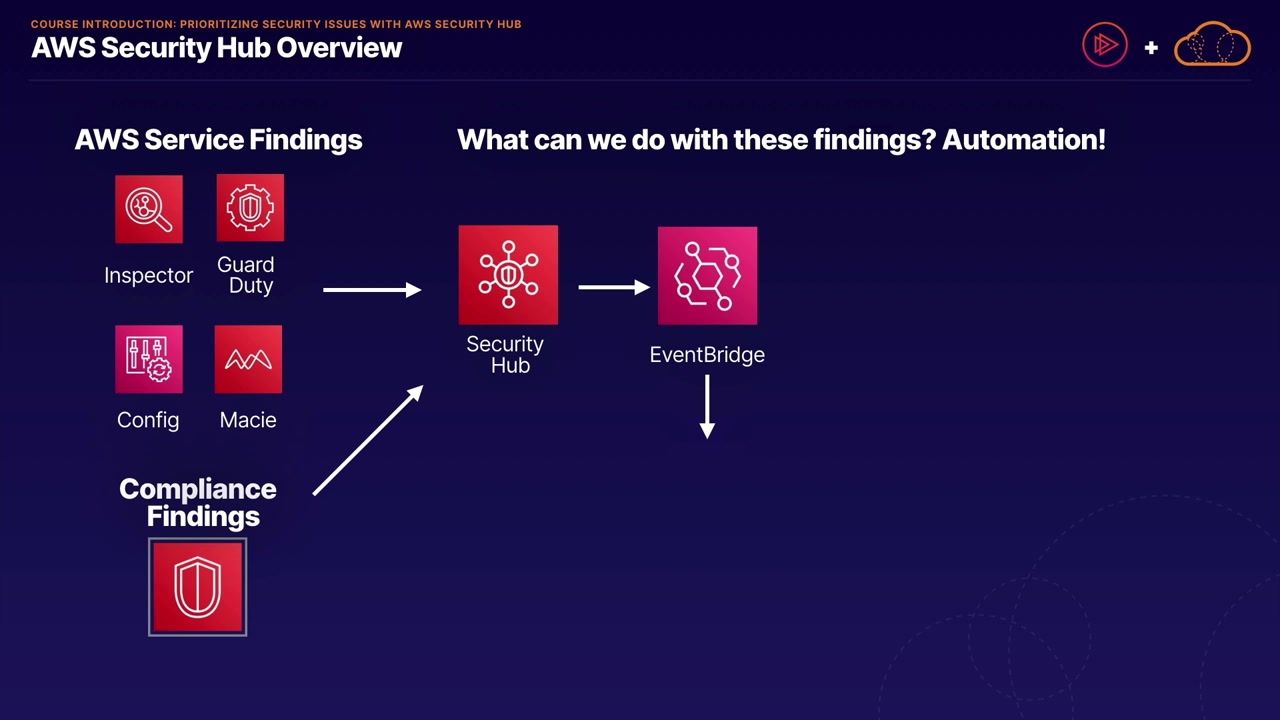 COURSE INTRODUCTION: PRIORITIZING SECURITY ISSUES WITH AWS SECURITY HUB
AWS Security Hub Overview
+
AWS Service Findings
What can we do with these findings? Automation!
Inspector
Guard
Duty
Config
Macie
Security
Hub
EventBridge
Compliance
Findings